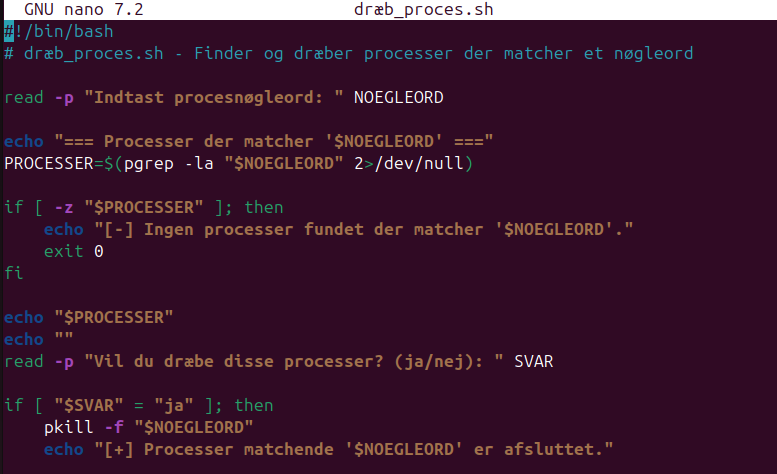 GNU nano 7.2 dræb_proces.sh
#!/bin/bash
# dræb_proces.sh - Finder og dræber processer der matcher et nøgleord
read -p "Indtast procesnøgleord: " NOEGLEORD
echo "=== Processer der matcher '$NOEGLEORD' ==="
PROCESSER=$(pgrep -la "$NOEGLEORD" 2>/dev/null)
if [ -z "$PROCESSER" ]; then
    echo "[-] Ingen processer fundet der matcher '$NOEGLEORD'."
    exit 0
fi
echo "$PROCESSER"
echo ""
read -p "Vil du dræbe disse processer? (ja/nej): " SVAR
if [ "$SVAR" = "ja" ]; then
    pkill -f "$NOEGLEORD"
    echo "[+] Processer matchende '$NOEGLEORD' er afsluttet."